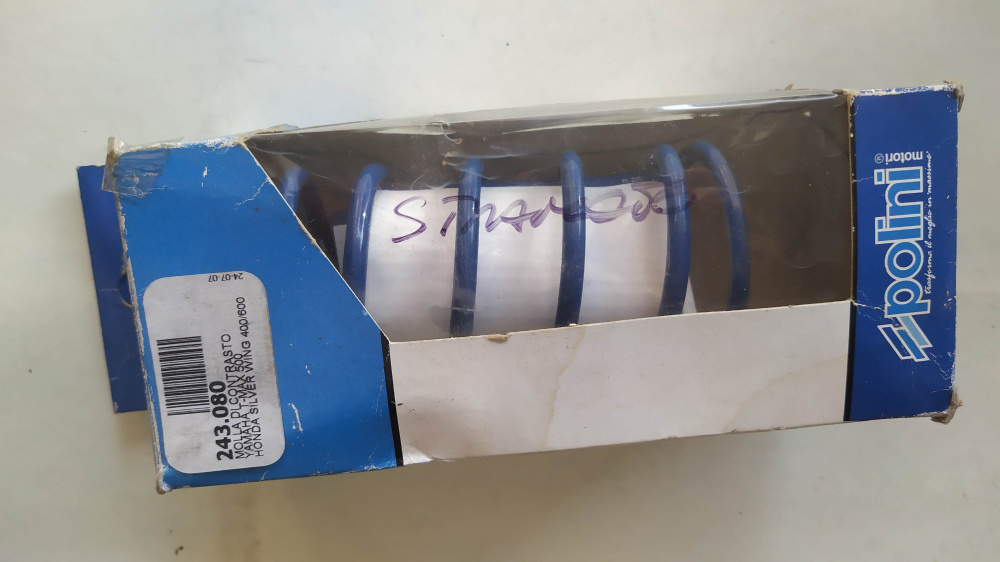 polini
motori®
trasforma il meglio in massimo
24-07-07
243.080
MOLLA DI CONTRASTO
YAMAHA T-MAX 500
HONDA SILVER WING 400/600